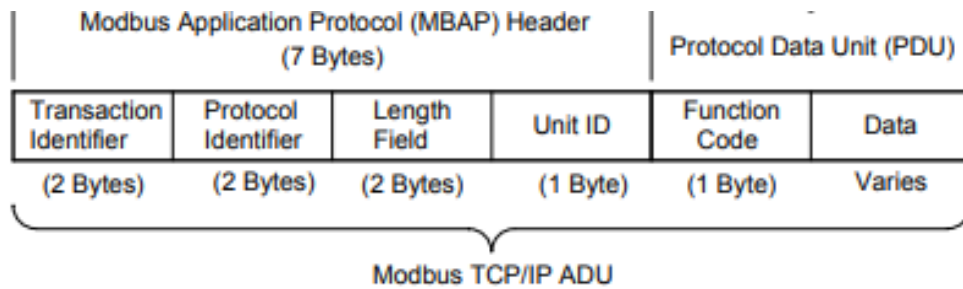 Modbus Application Protocol (MBAP) Header
(7 Bytes)
Protocol Data Unit (PDU)
Transaction Identifier
Protocol Identifier
Length Field
Unit ID
Function Code
Data
(2 Bytes)
(2 Bytes)
(2 Bytes)
(1 Byte)
(1 Byte)
Varies
Modbus TCP/IP ADU